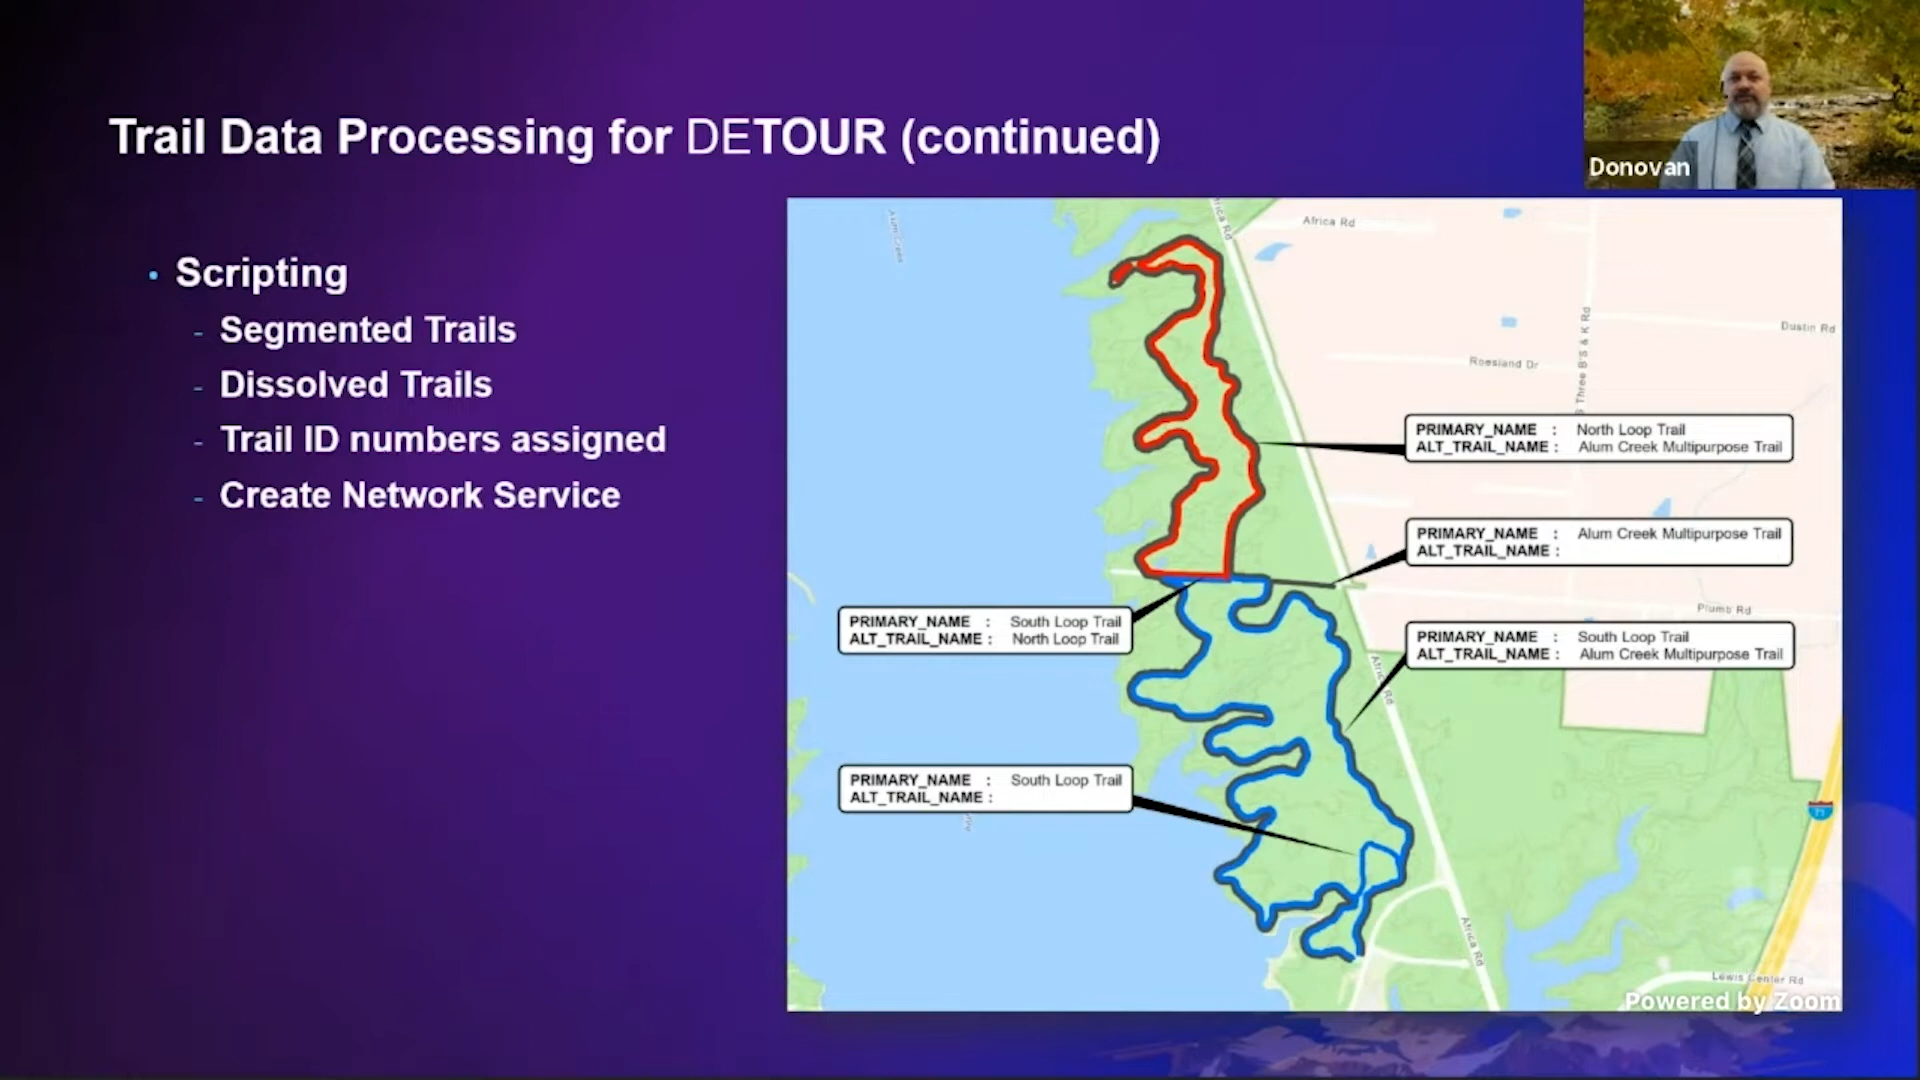 Trail Data Processing for DETOUR (continued)
Donovan
• Scripting
- Segmented Trails
- Dissolved Trails
- Trail ID numbers assigned
- Create Network Service
Africa Rd
Dustin Rd
Roesland Dr
S Three B'S & K Rd
PRIMARY_NAME : North Loop Trail
ALT_TRAIL_NAME : Alum Creek Multipurpose Trail
PRIMARY_NAME : Alum Creek Multipurpose Trail
ALT_TRAIL_NAME :
Plumb Rd
PRIMARY_NAME : South Loop Trail
ALT_TRAIL_NAME : North Loop Trail
PRIMARY_NAME : South Loop Trail
ALT_TRAIL_NAME : Alum Creek Multipurpose Trail
Africa Rd
PRIMARY_NAME : South Loop Trail
ALT_TRAIL_NAME :
71
Africa Rd
Lewis Center Rd
Powered by Zoom